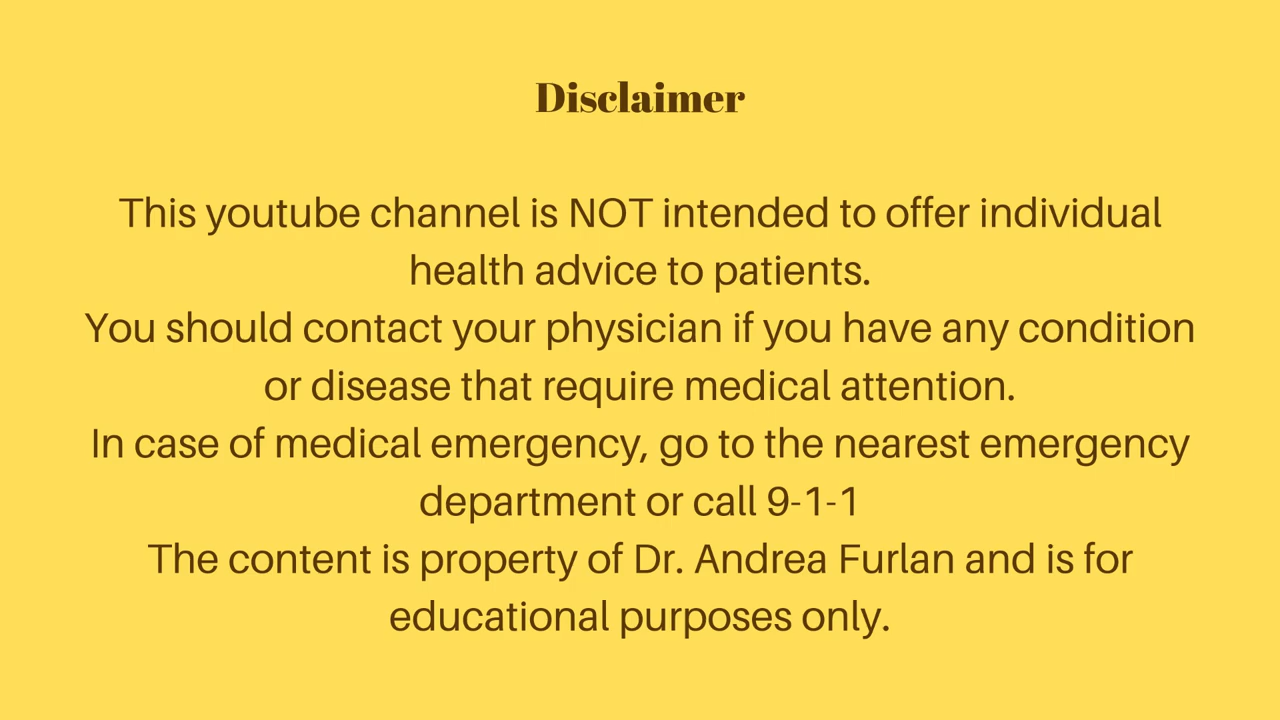 Disclaimer
This youtube channel is NOT intended to offer individual
health advice to patients.
You should contact your physician if you have any condition
or disease that require medical attention.
In case of medical emergency, go to the nearest emergency
department or call 9-1-1
The content is property of Dr. Andrea Furlan and is for
educational purposes only.